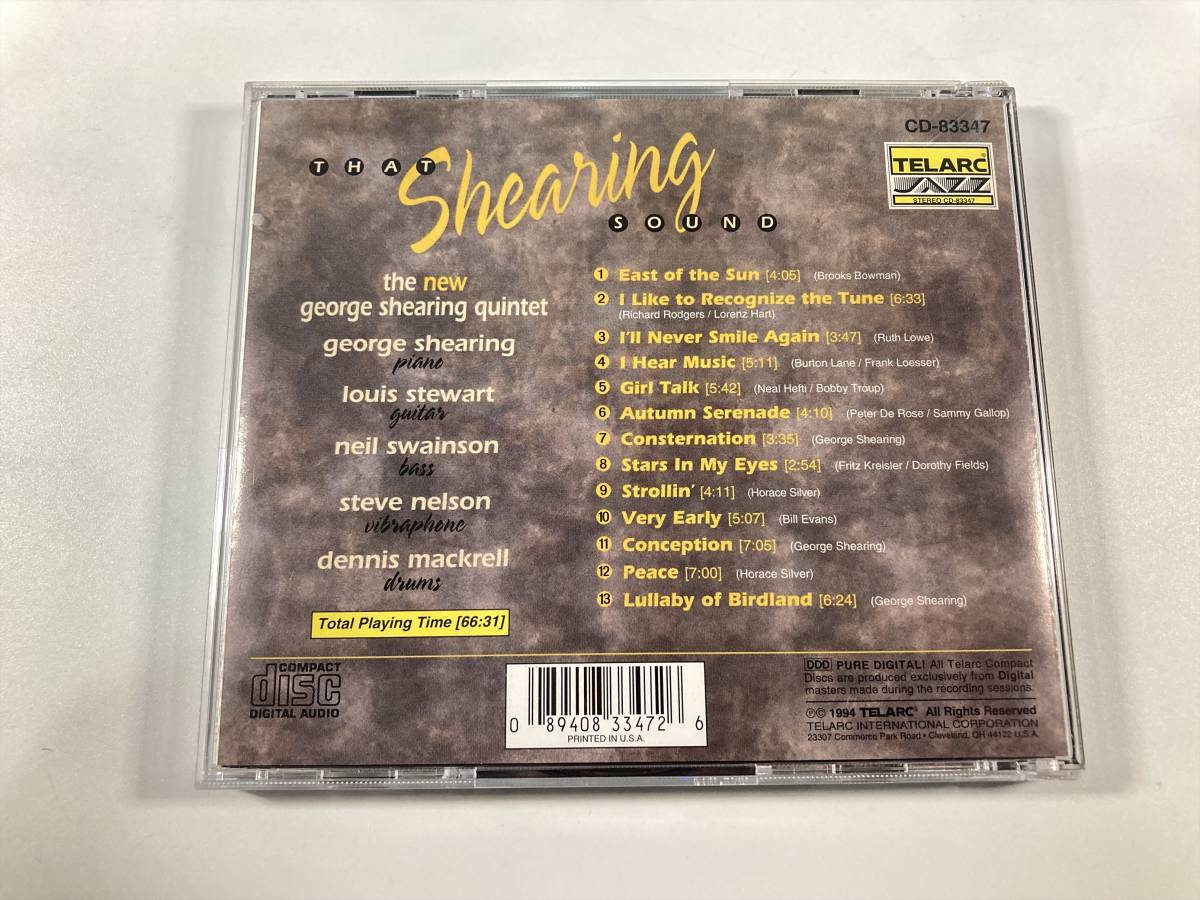 CD-83347
THAT
Shearing
SOUND
TELARC®
JAZZ
STEREO CD-83347
the new
george shearing quintet
george shearing
piano
louis stewart
guitar
neil swainson
bass
steve nelson
vibraphone
dennis mackrell
drums
Total Playing Time [66:31]
1 East of the Sun [4:05] (Brooks Bowman)
2 I Like to Recognize the Tune [6:33]
(Richard Rodgers / Lorenz Hart)
3 I'll Never Smile Again [3:47] (Ruth Lowe)
4 I Hear Music [5:11] (Burton Lane / Frank Loesser)
5 Girl Talk [5:42] (Neal Hefti / Bobby Troup)
6 Autumn Serenade [4:10] (Peter De Rose / Sammy Gallop)
7 Consternation [3:35] (George Shearing)
8 Stars In My Eyes [2:54] (Fritz Kreisler / Dorothy Fields)
9 Strollin' [4:11] (Horace Silver)
10 Very Early [5:07] (Bill Evans)
11 Conception [7:05] (George Shearing)
12 Peace [7:00] (Horace Silver)
13 Lullaby of Birdland [6:24] (George Shearing)
COMPACT
disc
DIGITAL AUDIO
0 89408 33472 6
PRINTED IN U.S.A.
DDD PURE DIGITAL! All Telarc Compact
Discs are produced exclusively from Digital
masters made during the recording sessions.
℗© 1994 TELARC® All Rights Reserved
TELARC INTERNATIONAL CORPORATION
23307 Commerce Park Road • Cleveland, OH 44122 U.S.A.